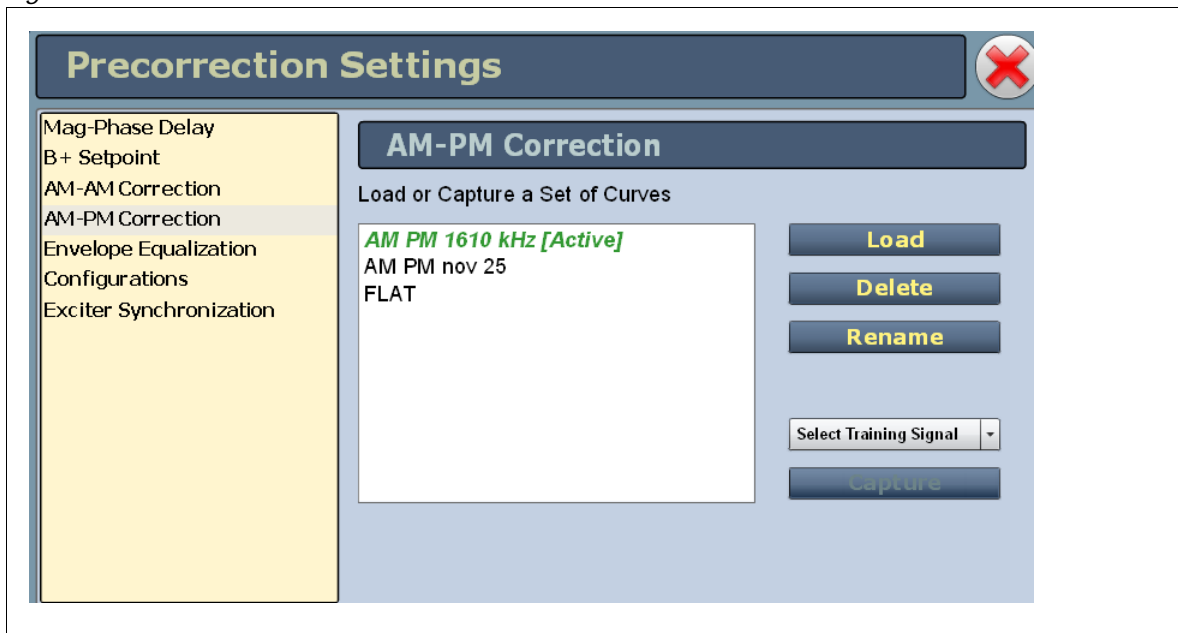 Precorrection Settings
Mag-Phase Delay
B+ Setpoint
AM-AM Correction
AM-PM Correction
Envelope Equalization
Configurations
Exciter Synchronization
AM-PM Correction
Load or Capture a Set of Curves
AM PM 1610 kHz [Active]
AM PM nov 25
FLAT
Load
Delete
Rename
Select Training Signal
Capture